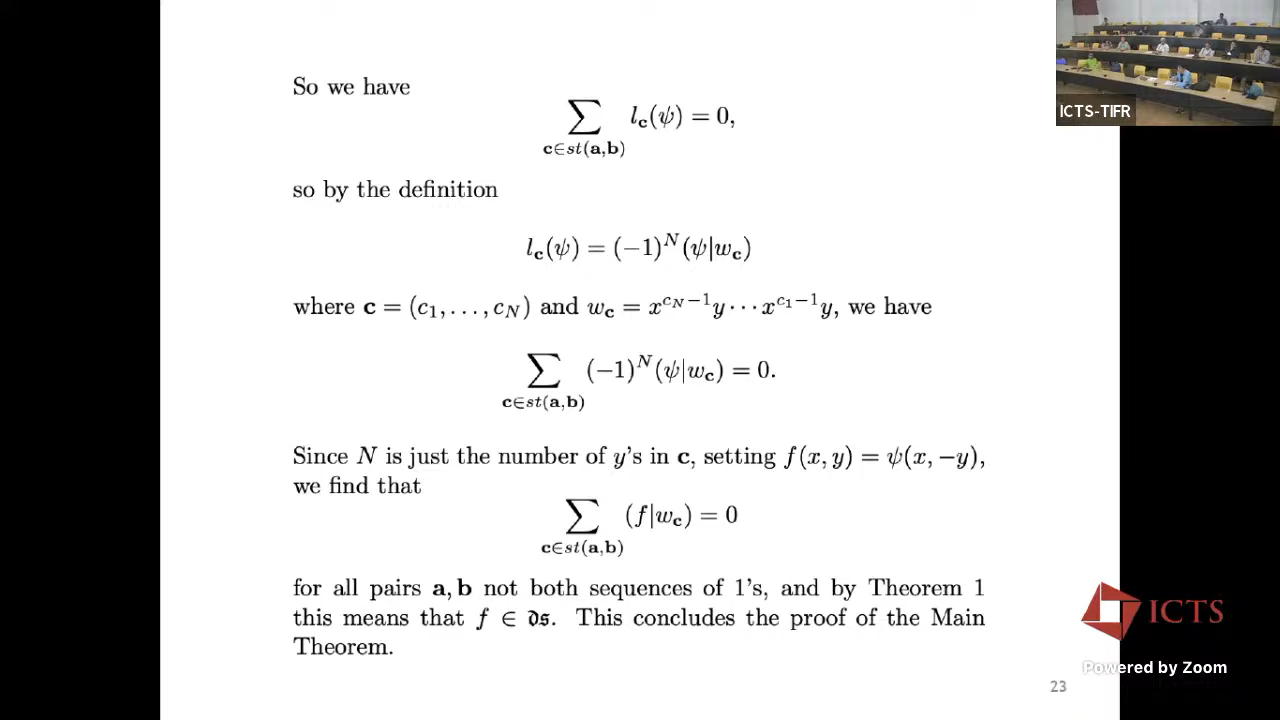 So we have
∑_{𝐜∈st(𝐚,𝐛)} l_𝐜(ψ) = 0,
so by the definition
l_𝐜(ψ) = (−1)^N (ψ|w_𝐜)
where 𝐜 = (c_1, . . . , c_N) and w_𝐜 = x^{c_N−1}y · · · x^{c_1−1}y, we have
∑_{𝐜∈st(𝐚,𝐛)} (−1)^N (ψ|w_𝐜) = 0.
Since N is just the number of y's in 𝐜, setting f(x, y) = ψ(x, −y),
we find that
∑_{𝐜∈st(𝐚,𝐛)} (f|w_𝐜) = 0
for all pairs 𝐚, 𝐛 not both sequences of 1's, and by Theorem 1
this means that f ∈ 𝔡𝔰. This concludes the proof of the Main
Theorem.
23
ICTS-TIFR
ICTS
Powered by Zoom